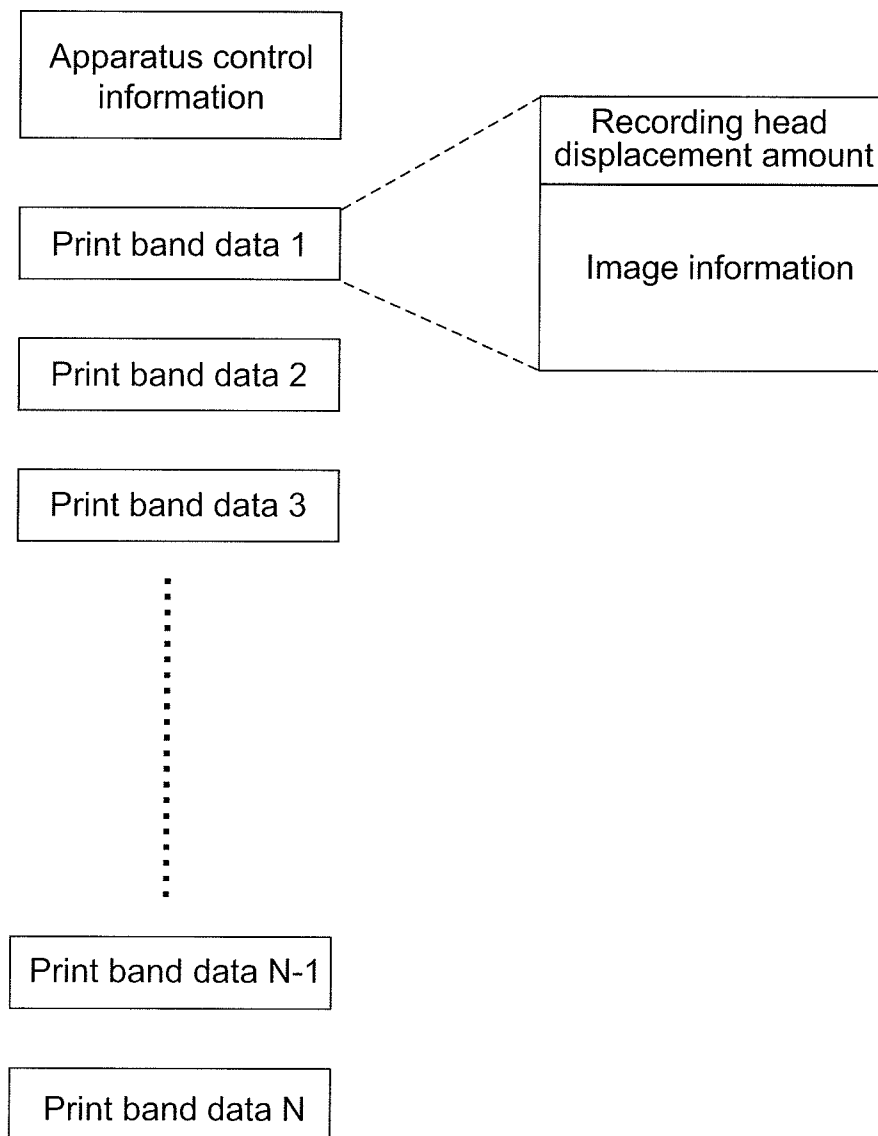 Apparatus control
information
Recording head
displacement amount
Print band data 1
Image information
Print band data 2
Print band data 3
Print band data N-1
Print band data N